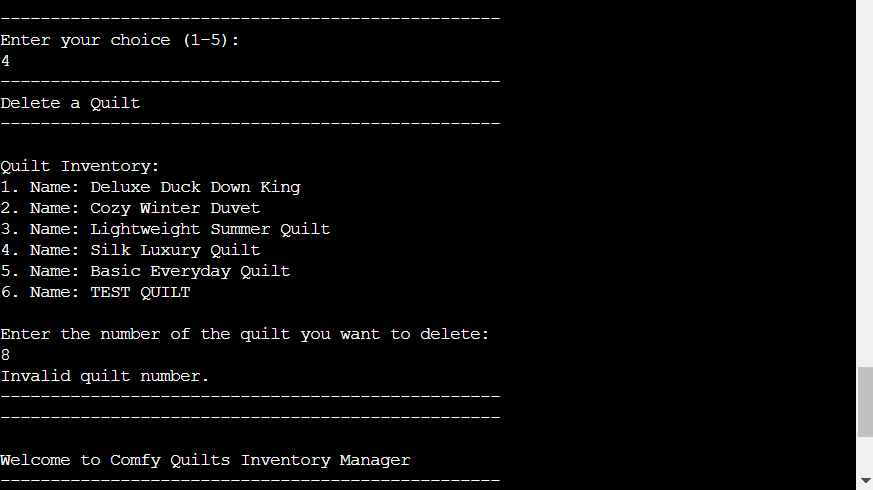 --------------------------------------------------
Enter your choice (1-5):
4
--------------------------------------------------
Delete a Quilt
--------------------------------------------------
Quilt Inventory:
1. Name: Deluxe Duck Down King
2. Name: Cozy Winter Duvet
3. Name: Lightweight Summer Quilt
4. Name: Silk Luxury Quilt
5. Name: Basic Everyday Quilt
6. Name: TEST QUILT
Enter the number of the quilt you want to delete:
8
Invalid quilt number.
--------------------------------------------------
--------------------------------------------------
Welcome to Comfy Quilts Inventory Manager
--------------------------------------------------